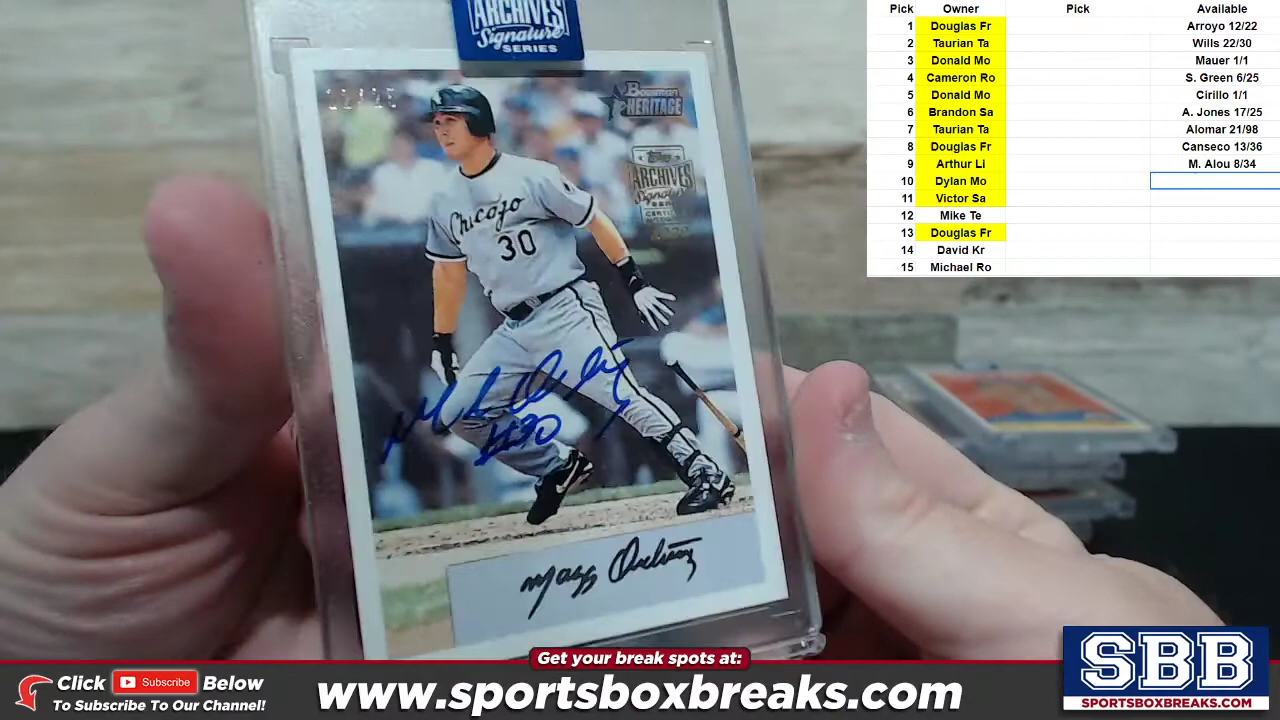 ARCHIVES
Signature
SERIES
Bowman
HERITAGE
Topps
ARCHIVES
Signature
Chicago
30
#30
Magg Ordonez
Pick Owner Pick Available
1 Douglas Fr Arroyo 12/22
2 Taurian Ta Wills 22/30
3 Donald Mo Mauer 1/1
4 Cameron Ro S. Green 6/25
5 Donald Mo Cirillo 1/1
6 Brandon Sa A. Jones 17/25
7 Taurian Ta Alomar 21/98
8 Douglas Fr Canseco 13/36
9 Arthur Li M. Alou 8/34
10 Dylan Mo
11 Victor Sa
12 Mike Te
13 Douglas Fr
14 David Kr
15 Michael Ro
Get your break spots at:
Click Subscribe Below
To Subscribe To Our Channel!
www.sportsboxbreaks.com
SBB
SPORTSBOXBREAKS.COM